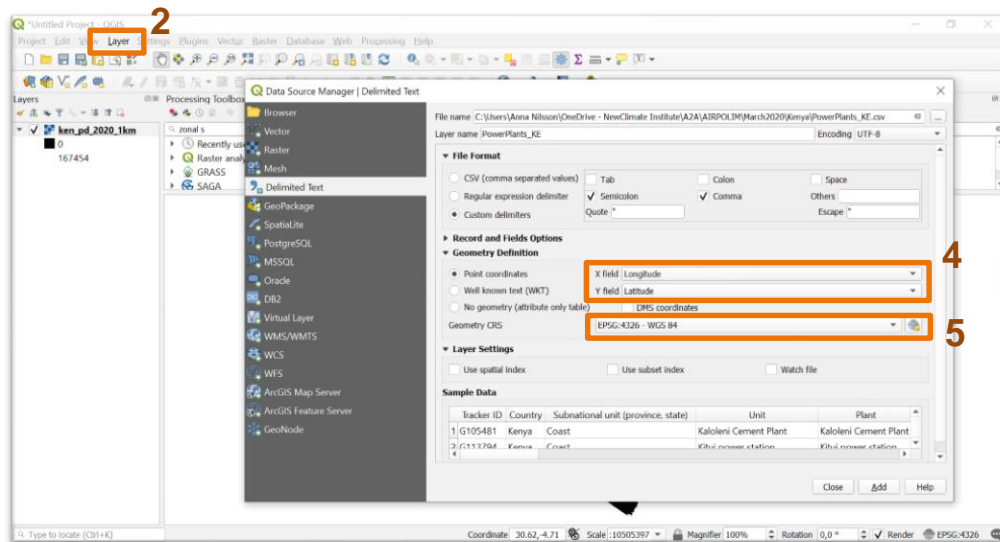 2
*Untitled Project - QGIS
Project Edit View Layer Settings Plugins Vector Raster Database Web Processing Help
Layers
Processing Toolbox
ken_pd_2020_1km
0
167454
zonal s
Recently us
Raster analy
GRASS
SAGA
Data Source Manager | Delimited Text
Browser
Vector
Raster
Mesh
Delimited Text
GeoPackage
SpatiaLite
PostgreSQL
MSSQL
Oracle
DB2
Virtual Layer
WMS/WMTS
WCS
WFS
ArcGIS Map Server
ArcGIS Feature Server
GeoNode
File name C:\Users\Anna Nilsson\OneDrive - NewClimate Institute\A2A\AIRPOLIM\March2020\Kenya\PowerPlants_KE.csv
Layer name PowerPlants_KE Encoding UTF-8
File Format
CSV (comma separated values) Tab Colon Space
Regular expression delimiter Semicolon Comma Others
Custom delimiters Quote " Escape "
Record and Fields Options
Geometry Definition
4
Point coordinates X field Longitude
Well known text (WKT) Y field Latitude
No geometry (attribute only table) DMS coordinates
Geometry CRS EPSG:4326 - WGS 84
5
Layer Settings
Use spatial index Use subset index Watch file
Sample Data
Tracker ID Country Subnational unit (province, state) Unit Plant
1 G105481 Kenya Coast Kaloleni Cement Plant Kaloleni Cement Plant
2 G113794 Kenya Coast Kitui power station Kitui power station
Close Add Help
Type to locate (Ctrl+K) Coordinate 30.62,-4.71 Scale :10505397 Magnifier 100% Rotation 0,0 ° Render EPSG:4326